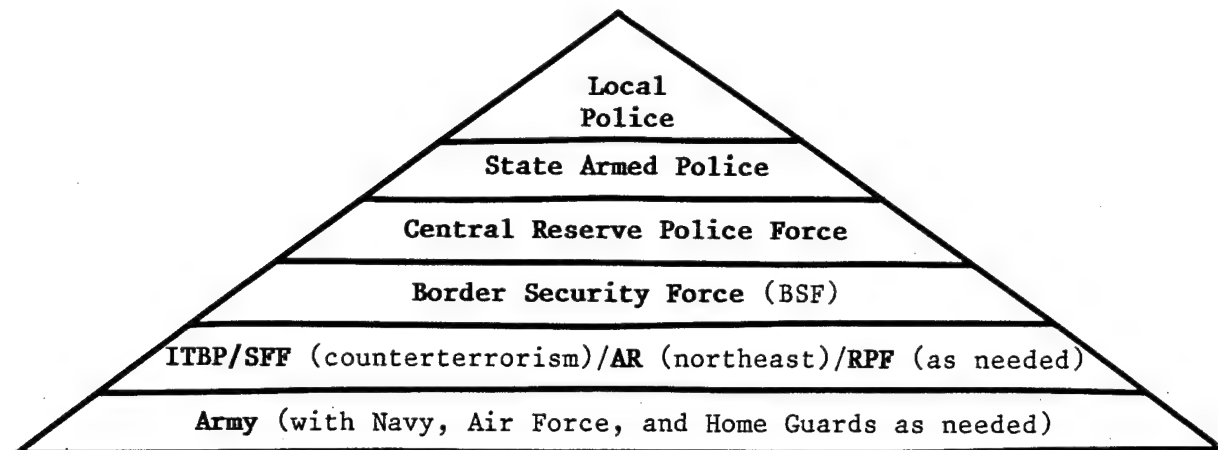 Local
Police
State Armed Police
Central Reserve Police Force
Border Security Force (BSF)
ITBP/SFF (counterterrorism)/AR (northeast)/RPF (as needed)
Army (with Navy, Air Force, and Home Guards as needed)